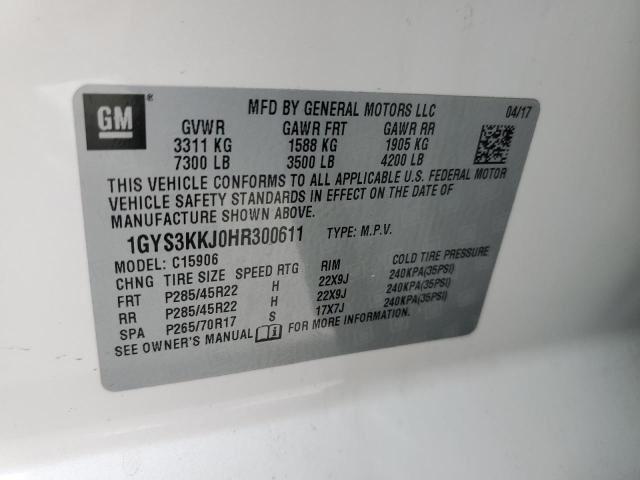 GM
MFD BY GENERAL MOTORS LLC 04/17
GVWR GAWR FRT GAWR RR
3311 KG 1588 KG 1905 KG
7300 LB 3500 LB 4200 LB
THIS VEHICLE CONFORMS TO ALL APPLICABLE U.S. FEDERAL MOTOR
VEHICLE SAFETY STANDARDS IN EFFECT ON THE DATE OF
MANUFACTURE SHOWN ABOVE.
1GYS3KKJ0HR300611 TYPE: M.P.V.
MODEL: C15906
CHNG TIRE SIZE SPEED RTG RIM COLD TIRE PRESSURE
FRT P285/45R22 H 22X9J 240KPA(35PSI)
RR P285/45R22 H 22X9J 240KPA(35PSI)
SPA P265/70R17 S 17X7J 240KPA(35PSI)
SEE OWNER'S MANUAL FOR MORE INFORMATION.